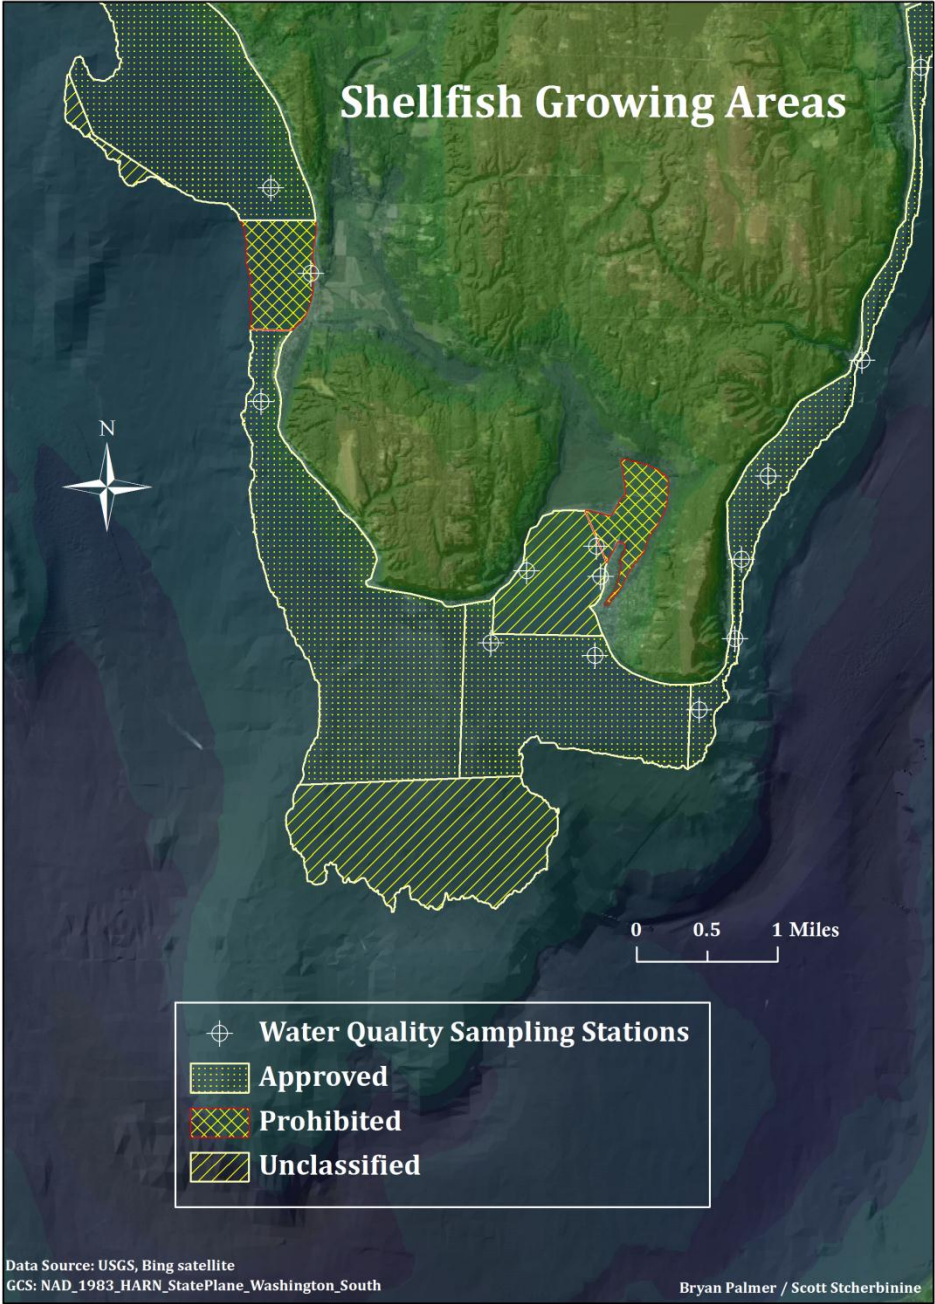 Shellfish Growing Areas
N
0 0.5 1 Miles
Water Quality Sampling Stations
Approved
Prohibited
Unclassified
Data Source: USGS, Bing satellite
GCS: NAD_1983_HARN_StatePlane_Washington_South
Bryan Palmer / Scott Stcherbinine